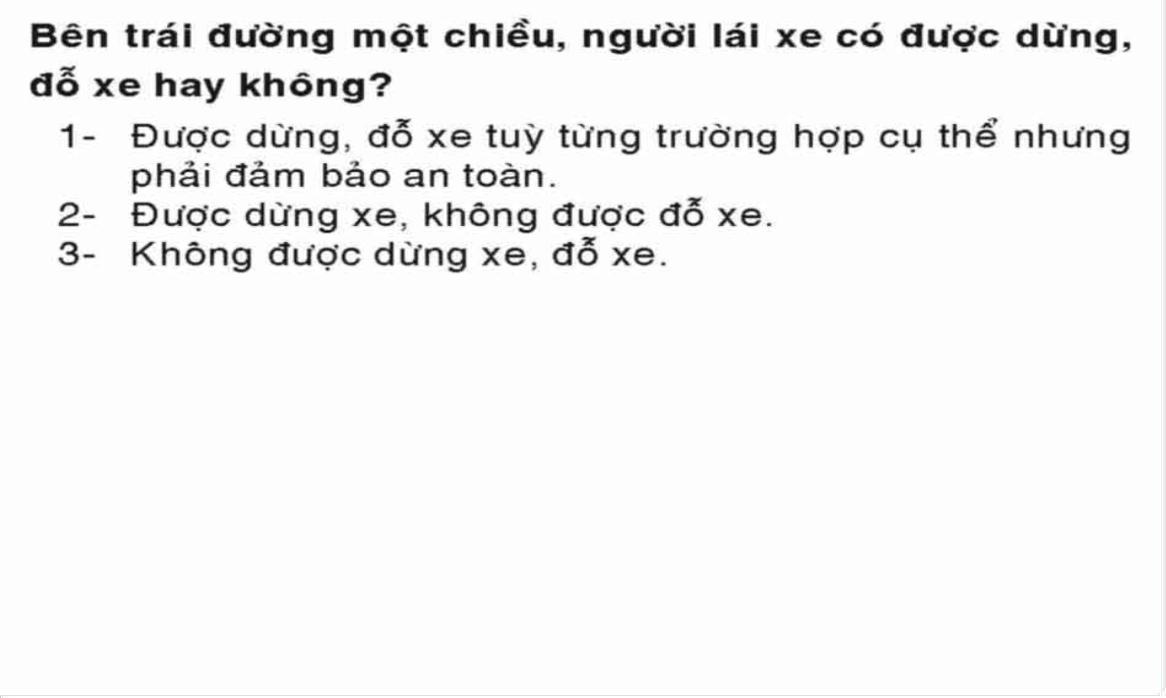 Bên trái đường một chiều, người lái xe có được dừng,
đỗ xe hay không?
1- Được dừng, đỗ xe tuỳ từng trường hợp cụ thể nhưng
phải đảm bảo an toàn.
2- Được dừng xe, không được đỗ xe.
3- Không được dừng xe, đỗ xe.